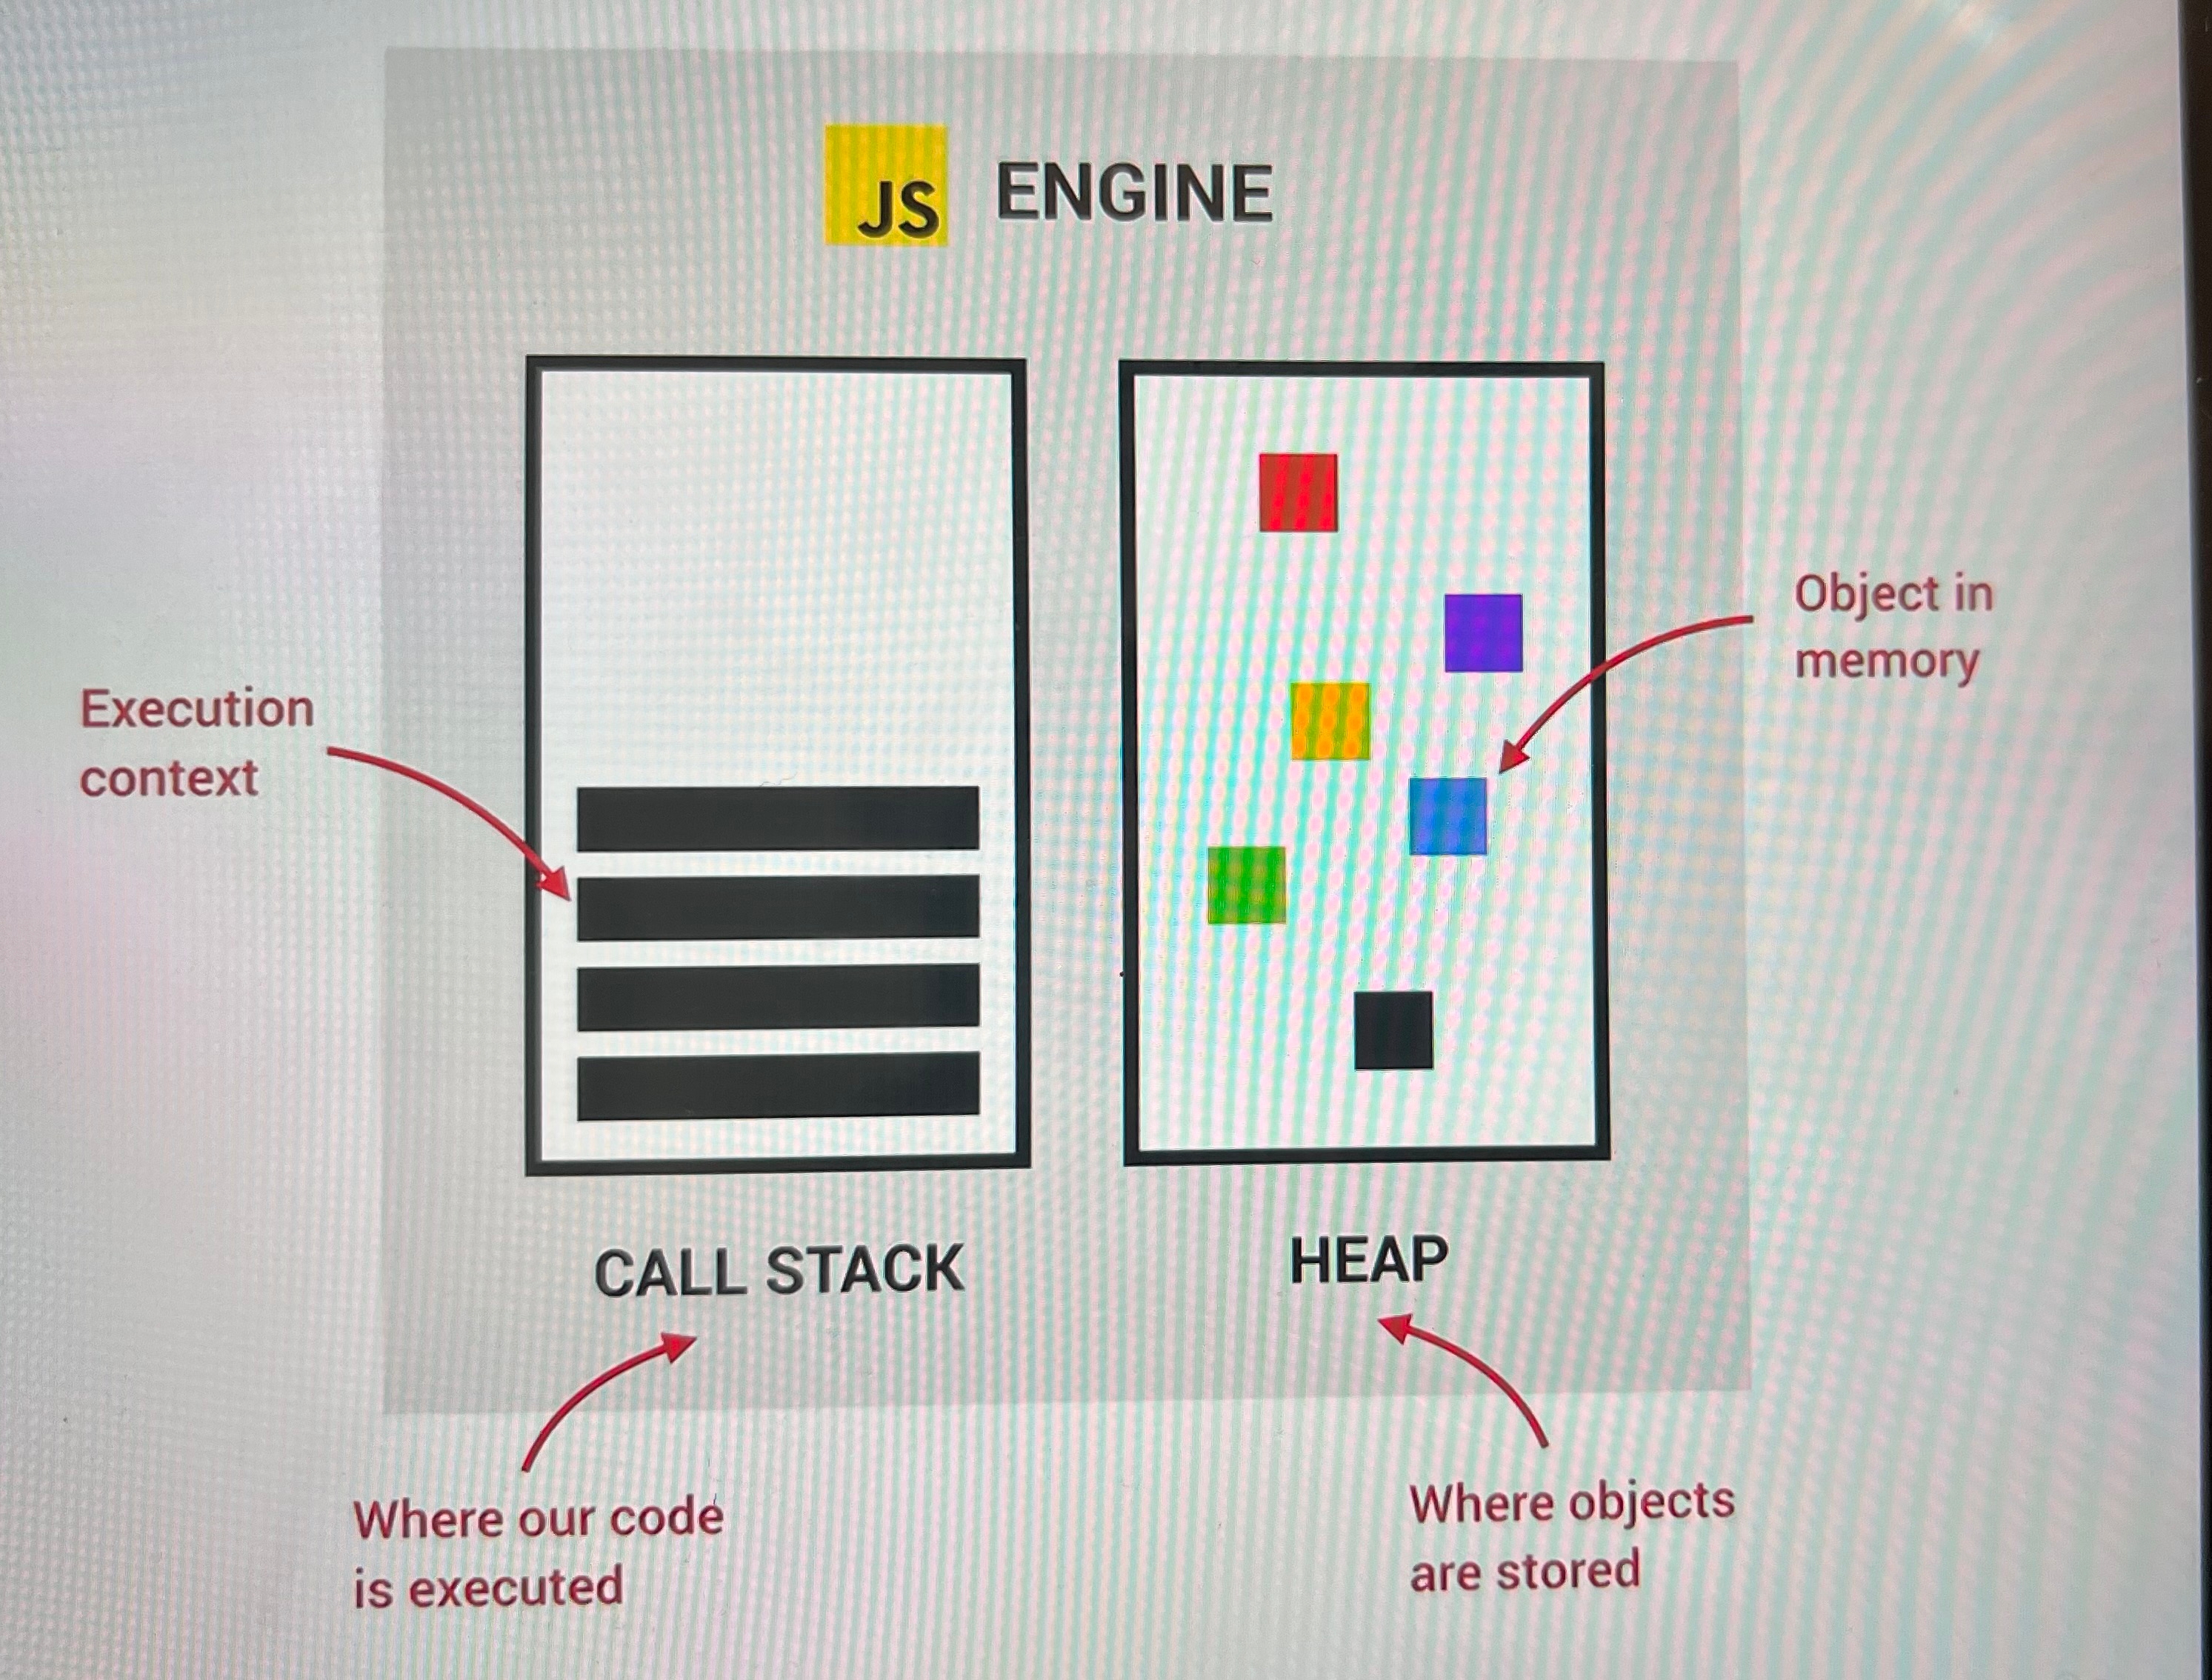 JS ENGINE
Object in
memory
Execution
context
CALL STACK
HEAP
Where our code
is executed
Where objects
are stored